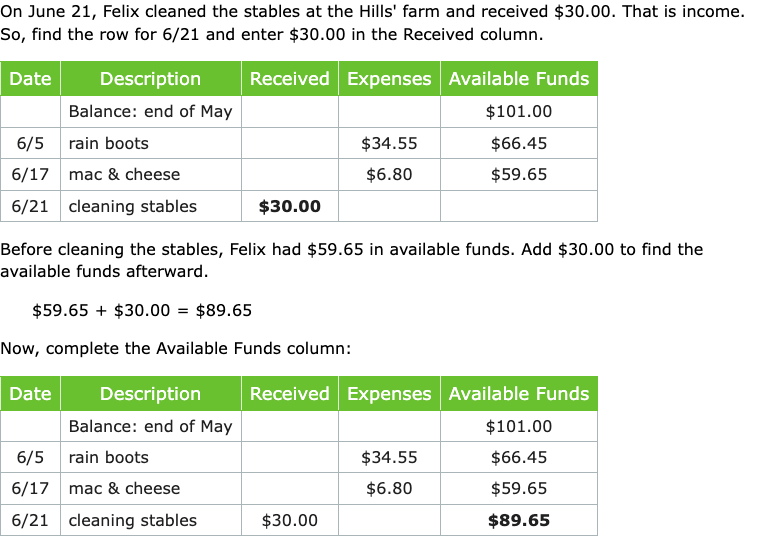 On June 21, Felix cleaned the stables at the Hills' farm and received $30.00. That is income.
So, find the row for 6/21 and enter $30.00 in the Received column.
Date Description Received Expenses Available Funds
Balance: end of May $101.00
6/5 rain boots $34.55 $66.45
6/17 mac & cheese $6.80 $59.65
6/21 cleaning stables $30.00
Before cleaning the stables, Felix had $59.65 in available funds. Add $30.00 to find the
available funds afterward.
$59.65 + $30.00 = $89.65
Now, complete the Available Funds column:
Date Description Received Expenses Available Funds
Balance: end of May $101.00
6/5 rain boots $34.55 $66.45
6/17 mac & cheese $6.80 $59.65
6/21 cleaning stables $30.00 $89.65